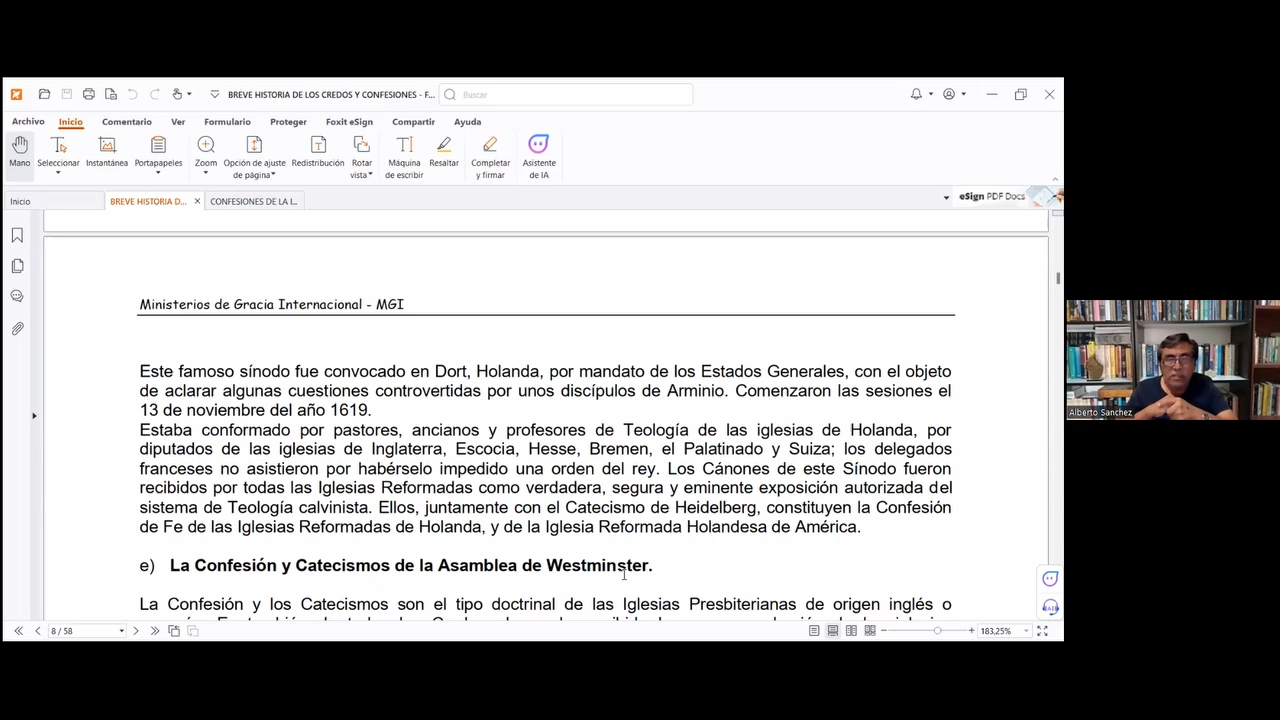 BREVE HISTORIA DE LOS CREDOS Y CONFESIONES - F...
Buscar
Archivo Inicio Comentario Ver Formulario Proteger Foxit eSign Compartir Ayuda
Mano Seleccionar Instantánea Portapapeles Zoom Opción de ajuste de página Redistribución Rotar vista Máquina de escribir Resaltar Completar y firmar Asistente de IA
Inicio BREVE HISTORIA D... CONFESIONES DE LA I... eSign PDF Docs
Ministerios de Gracia Internacional - MGI
Este famoso sínodo fue convocado en Dort, Holanda, por mandato de los Estados Generales, con el objeto
de aclarar algunas cuestiones controvertidas por unos discípulos de Arminio. Comenzaron las sesiones el
13 de noviembre del año 1619.
Estaba conformado por pastores, ancianos y profesores de Teología de las iglesias de Holanda, por
diputados de las iglesias de Inglaterra, Escocia, Hesse, Bremen, el Palatinado y Suiza; los delegados
franceses no asistieron por habérselo impedido una orden del rey. Los Cánones de este Sínodo fueron
recibidos por todas las Iglesias Reformadas como verdadera, segura y eminente exposición autorizada del
sistema de Teología calvinista. Ellos, juntamente con el Catecismo de Heidelberg, constituyen la Confesión
de Fe de las Iglesias Reformadas de Holanda, y de la Iglesia Reformada Holandesa de América.
e) La Confesión y Catecismos de la Asamblea de Westminster.
La Confesión y los Catecismos son el tipo doctrinal de las Iglesias Presbiterianas de origen inglés o
8 / 58
183,25%
Alberto Sanchez